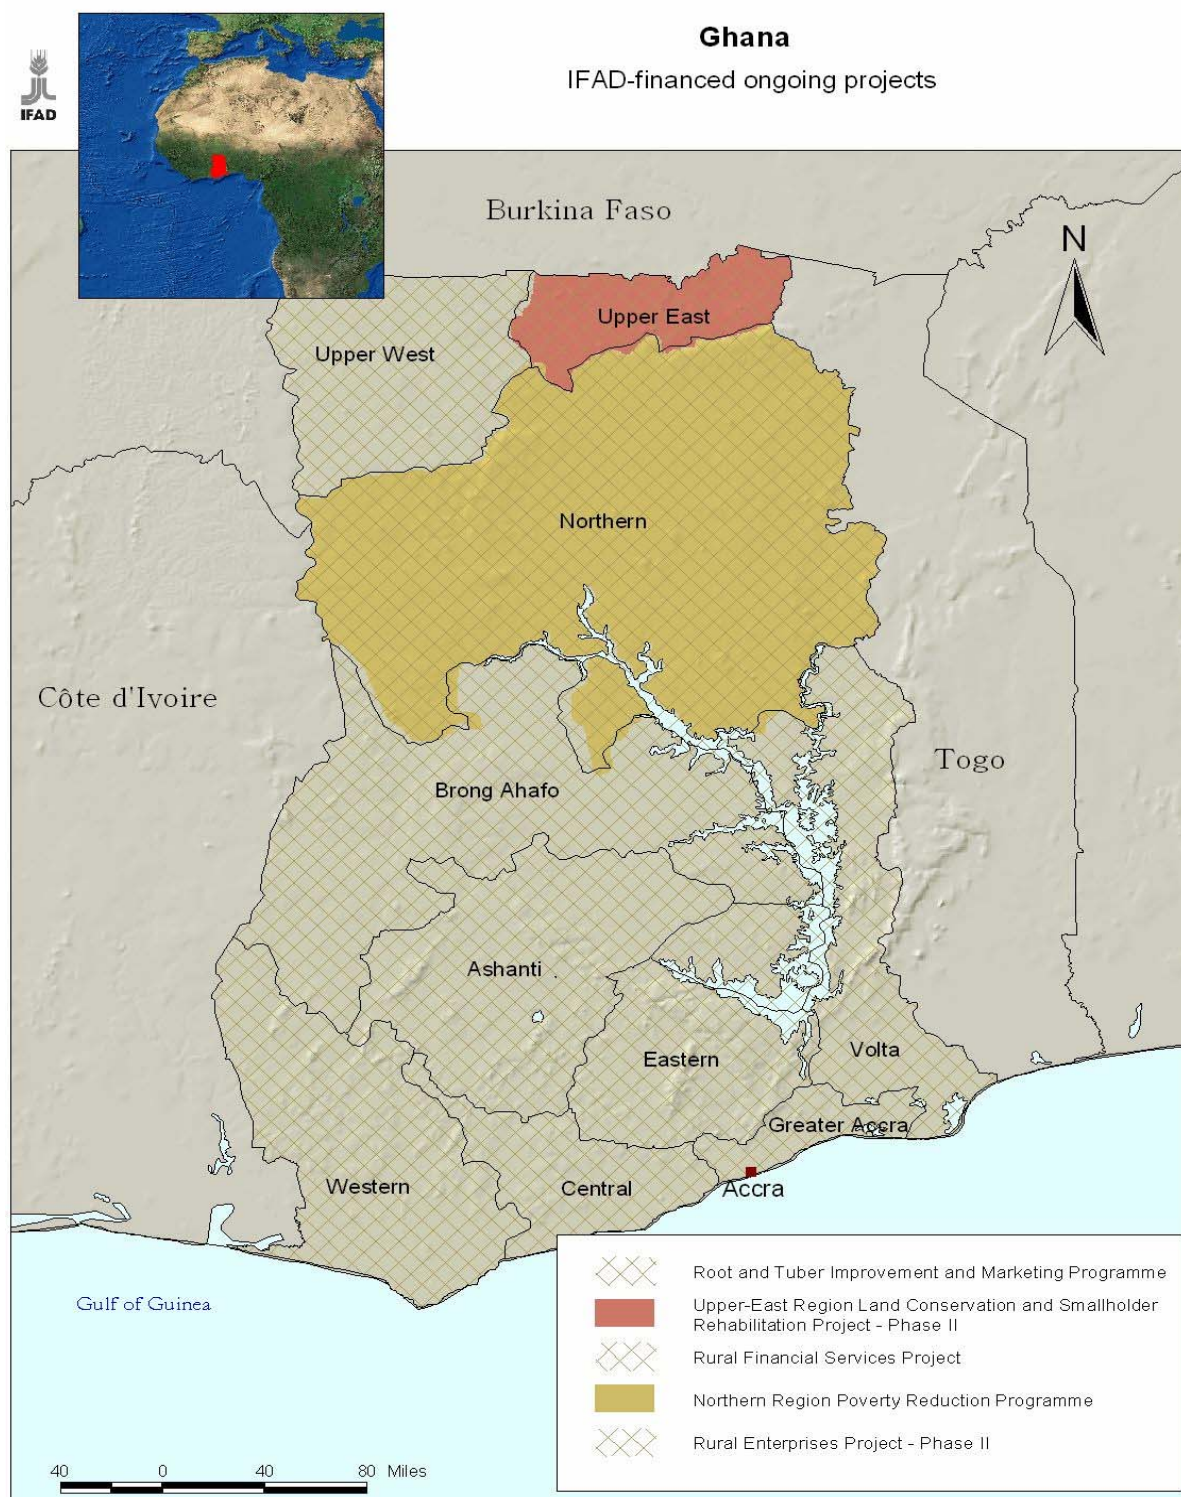 Ghana
IFAD-financed ongoing projects
IFAD
Burkina Faso
N
Upper East
Upper West
Northern
Côte d'Ivoire
Togo
Brong Ahafo
Ashanti
Eastern
Volta
Greater Accra
Western
Central
Accra
Gulf of Guinea
Root and Tuber Improvement and Marketing Programme
Upper-East Region Land Conservation and Smallholder
Rehabilitation Project - Phase II
Rural Financial Services Project
Northern Region Poverty Reduction Programme
Rural Enterprises Project - Phase II
40 0 40 80 Miles